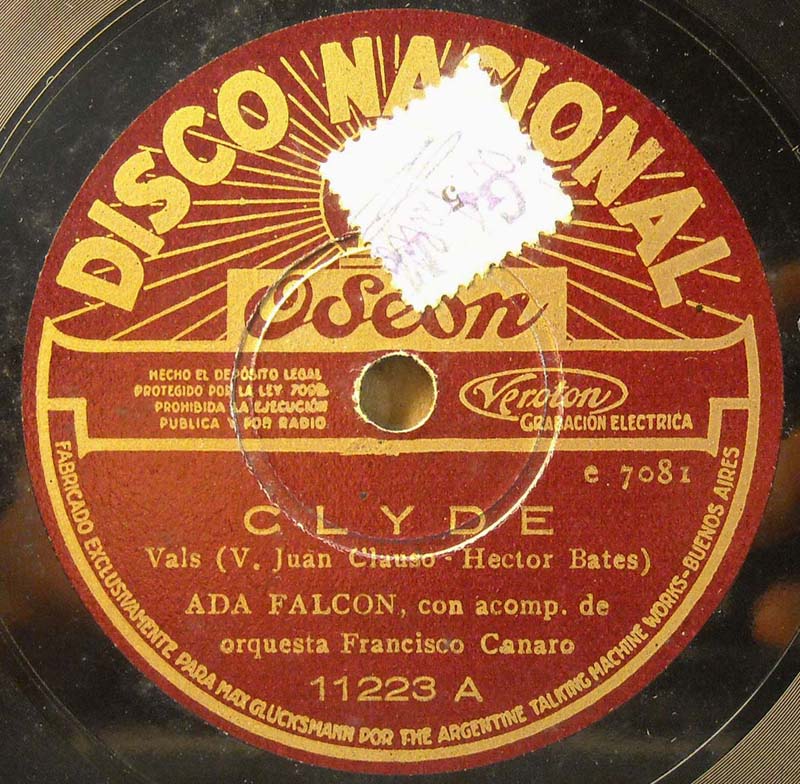 DISCO NACIONAL
Odeon
HECHO EL DEPÓSITO LEGAL
PROTEGIDO POR LA LEY 7092
PROHIBIDA LA EJECUCIÓN
PUBLICA Y POR RADIO
Veroton
GRABACIÓN ELECTRICA
e 7081
CLYDE
Vals (V. Juan Clauso - Hector Bates)
ADA FALCON, con acomp. de
orquesta Francisco Canaro
11223 A
FABRICADO EXCLUSIVAMENTE PARA MAX GLUCKSMANN POR THE ARGENTINE TALKING MACHINE WORKS-BUENOS AIRES